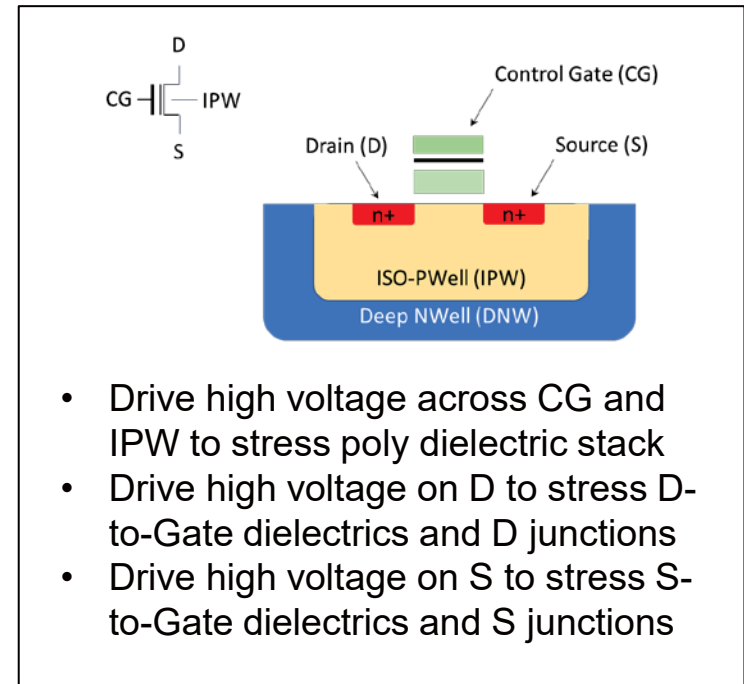 D
CG
IPW
S
Control Gate (CG)
Drain (D)
Source (S)
n+
n+
ISO-PWell (IPW)
Deep NWell (DNW)
• Drive high voltage across CG and
IPW to stress poly dielectric stack
• Drive high voltage on D to stress D-
to-Gate dielectrics and D junctions
• Drive high voltage on S to stress S-
to-Gate dielectrics and S junctions